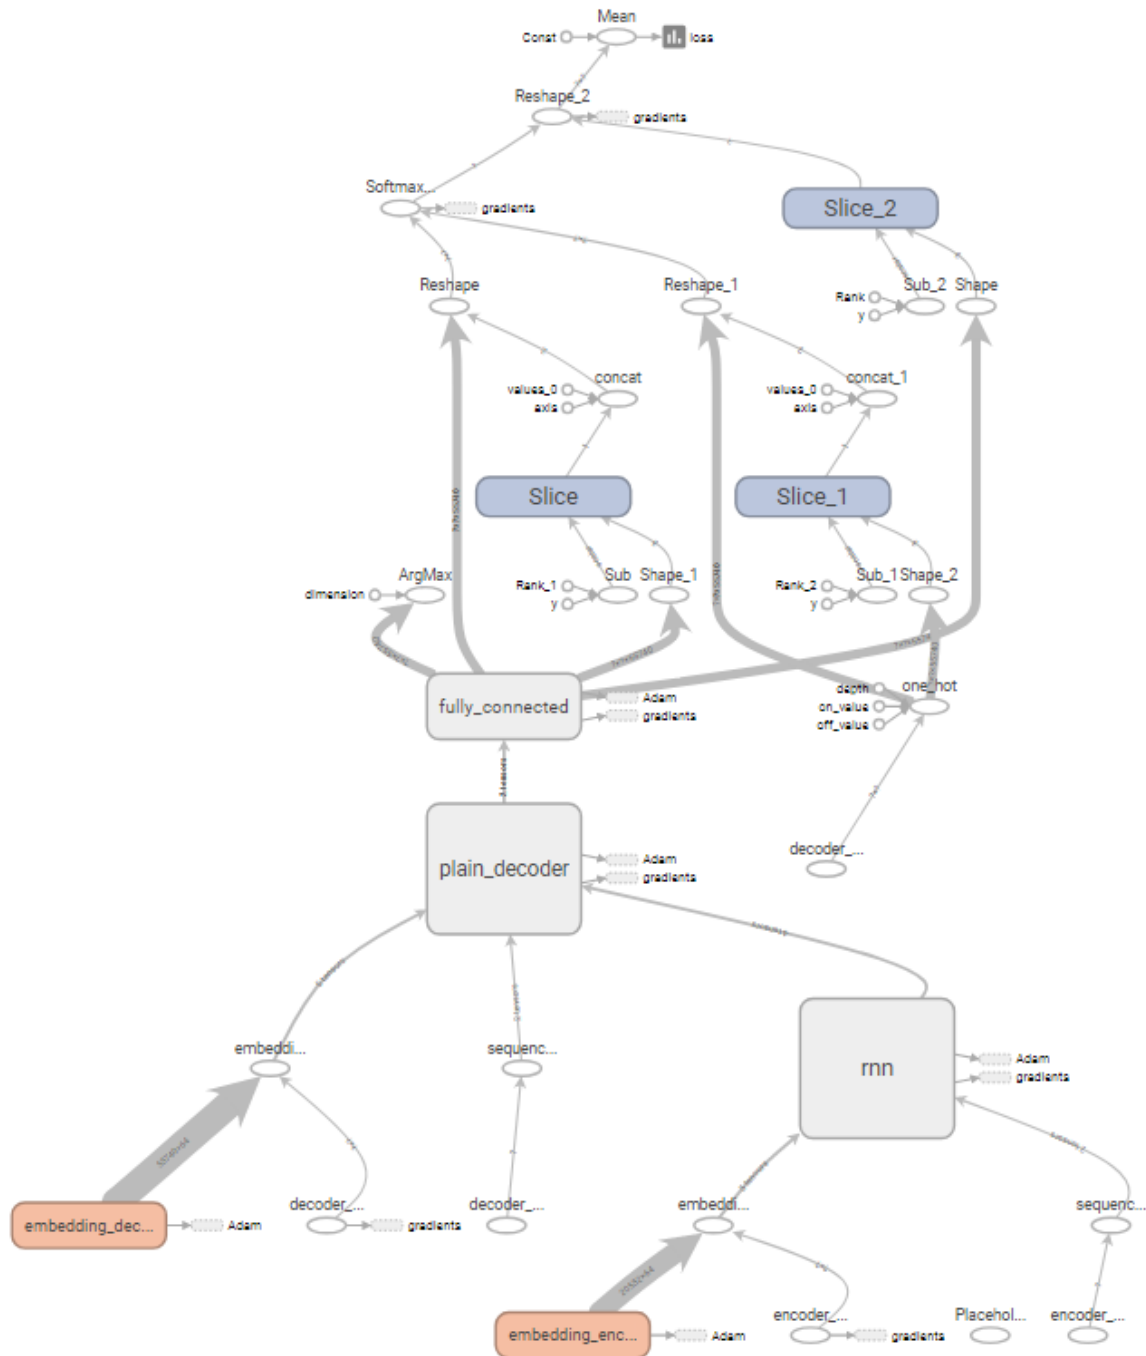 Mean
Const
loss
Reshape_2
gradients
Softmax...
gradients
Slice_2
Reshape
Reshape_1
Rank
y
Sub_2
Shape
concat
values_0
axis
concat_1
values_0
axis
Slice
Slice_1
ArgMax
dimension
Rank_1
y
Sub
Shape_1
Rank_2
y
Sub_1
Shape_2
fully_connected
Adam
gradients
depth
on_value
off_value
one_hot
plain_decoder
Adam
gradients
decoder_...
rnn
Adam
gradients
embeddi...
sequenc...
55760×64
embedding_dec...
Adam
decoder_...
gradients
decoder_...
embeddi...
sequenc...
embedding_enc...
Adam
encoder_...
gradients
Placehol...
encoder_...